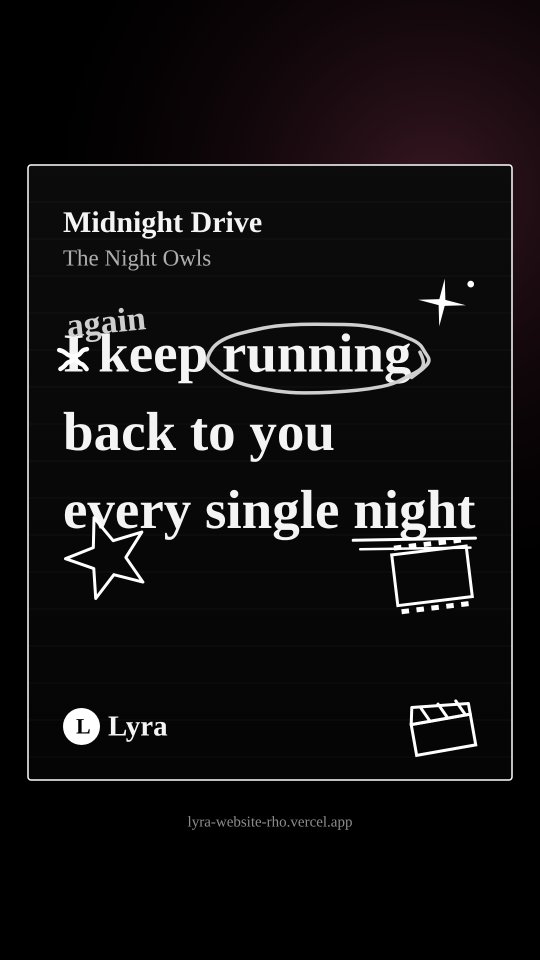 Midnight Drive
The Night Owls
again
I keep running
back to you
every single night
L Lyra
lyra-website-rho.vercel.app